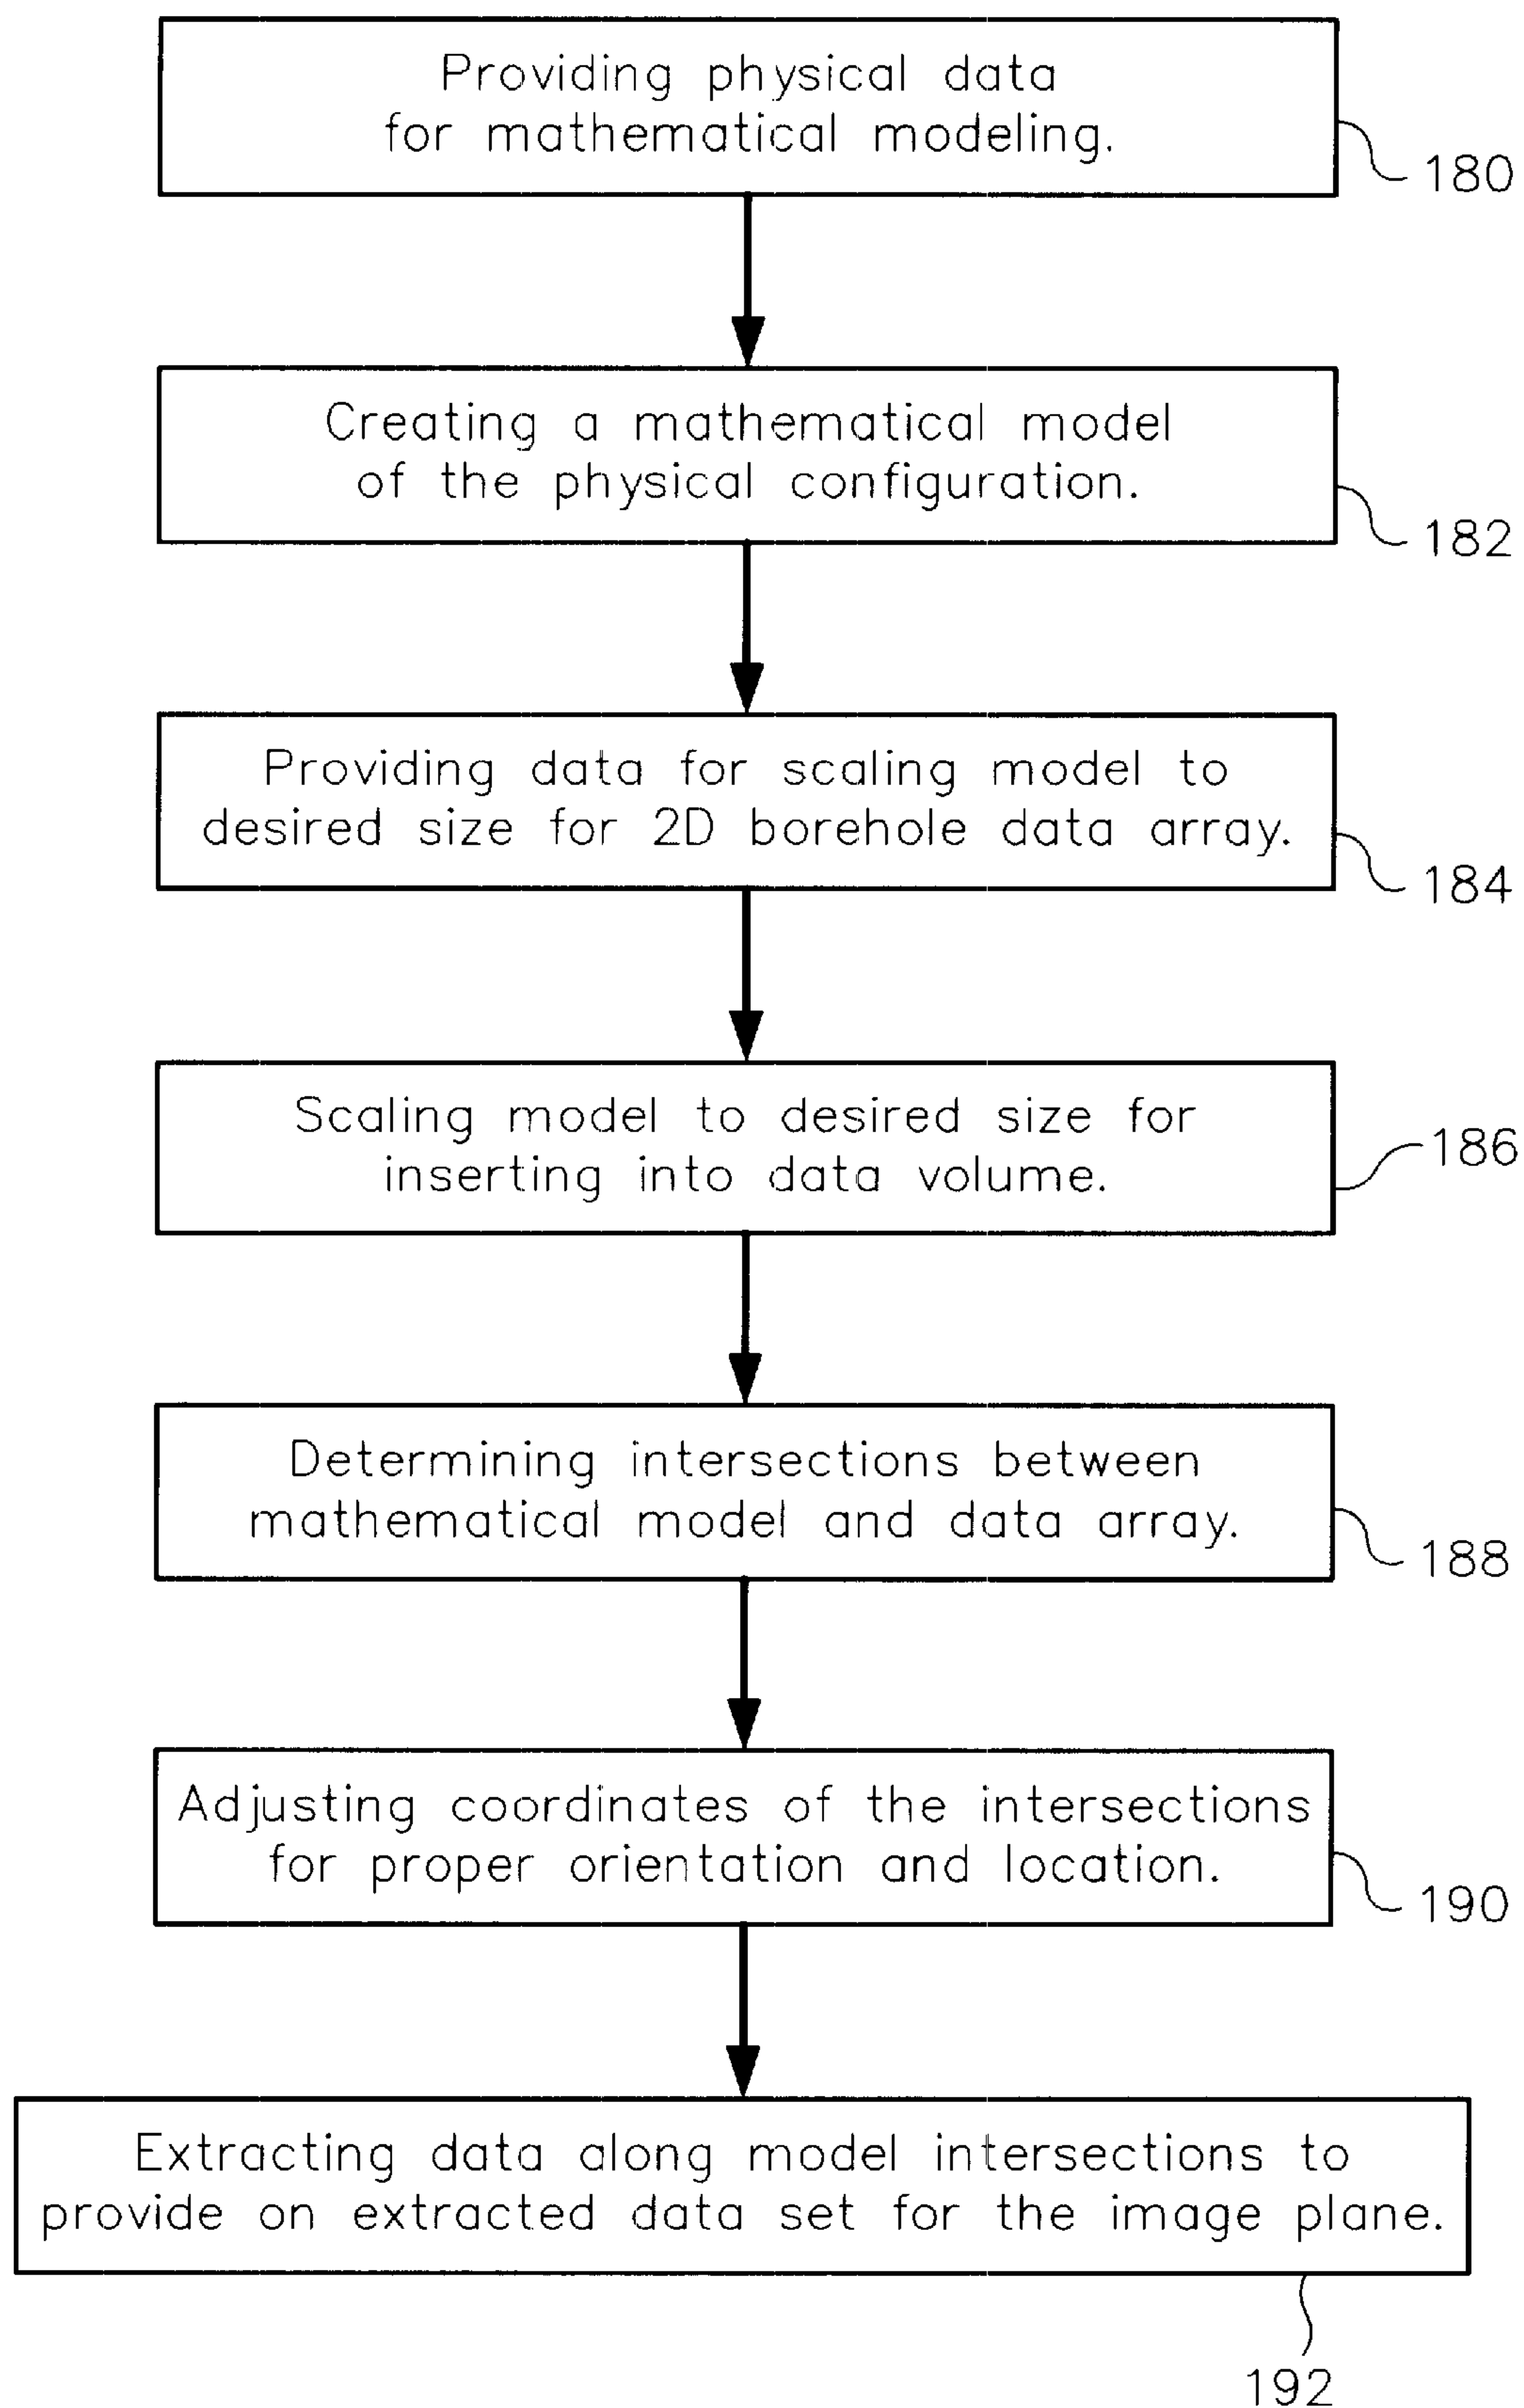 Providing physical data
for mathematical modeling.
180
Creating a mathematical model
of the physical configuration.
182
Providing data for scaling model to
desired size for 2D borehole data array.
184
Scaling model to desired size for
inserting into data volume.
186
Determining intersections between
mathematical model and data array.
188
Adjusting coordinates of the intersections
for proper orientation and location.
190
Extracting data along model intersections to
provide on extracted data set for the image plane.
192